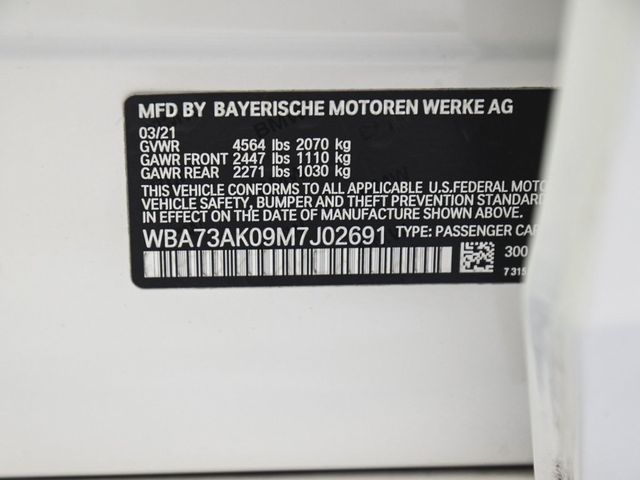 MFD BY BAYERISCHE MOTOREN WERKE AG
03/21
GVWR 4564 lbs 2070 kg
GAWR FRONT 2447 lbs 1110 kg
GAWR REAR 2271 lbs 1030 kg
THIS VEHICLE CONFORMS TO ALL APPLICABLE U.S.FEDERAL MOTO
VEHICLE SAFETY, BUMPER, AND THEFT PREVENTION STANDARD
IN EFFECT ON THE DATE OF MANUFACTURE SHOWN ABOVE.
WBA73AK09M7J02691 TYPE: PASSENGER CAR
300
7 315